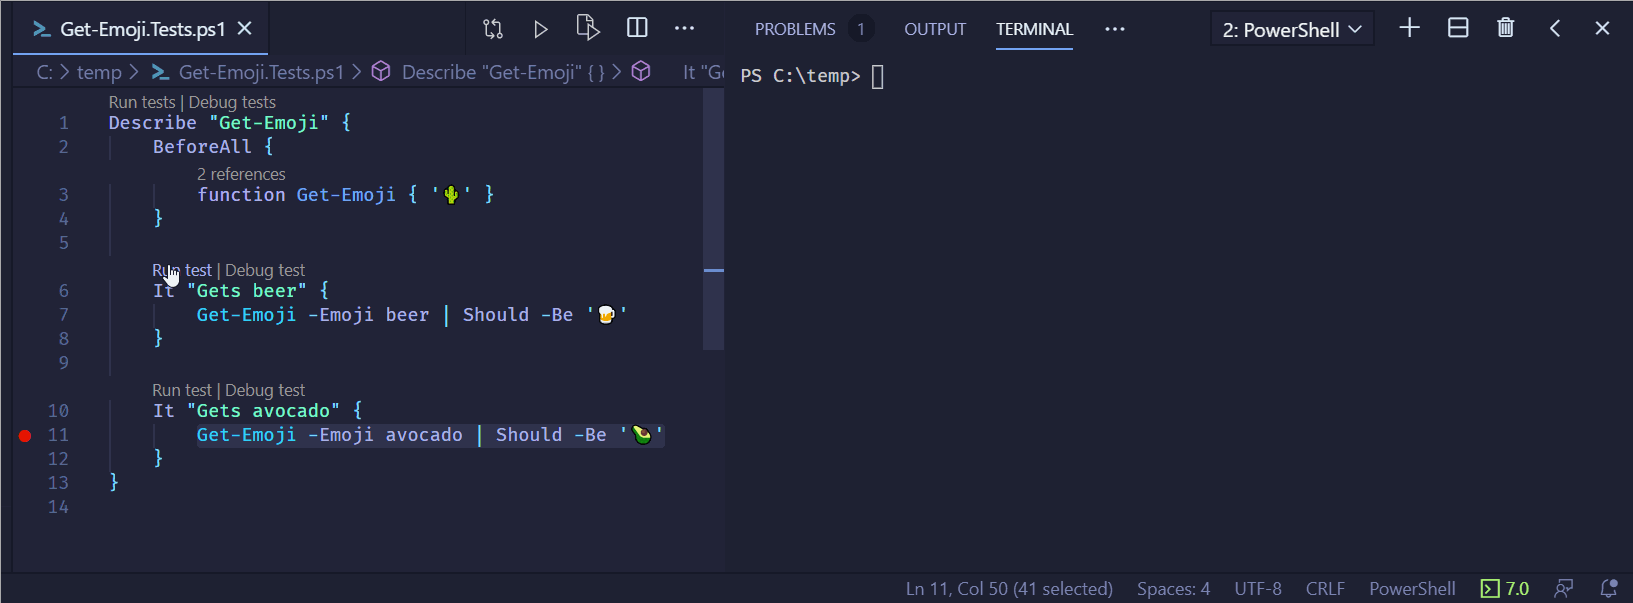 Get-Emoji.Tests.ps1
PROBLEMS 1 OUTPUT TERMINAL ··· 2: PowerShell
C: > temp > Get-Emoji.Tests.ps1 > Describe "Get-Emoji" { } > It "Ge
PS C:\temp>
Run tests | Debug tests
1 Describe "Get-Emoji" {
2 BeforeAll {
2 references
3 function Get-Emoji { '🌵' }
4 }
5
Run test | Debug test
6 It "Gets beer" {
7 Get-Emoji -Emoji beer | Should -Be '🍺'
8 }
9
Run test | Debug test
10 It "Gets avocado" {
11 Get-Emoji -Emoji avocado | Should -Be '🥑'
12 }
13 }
14
Ln 11, Col 50 (41 selected) Spaces: 4 UTF-8 CRLF PowerShell 7.0